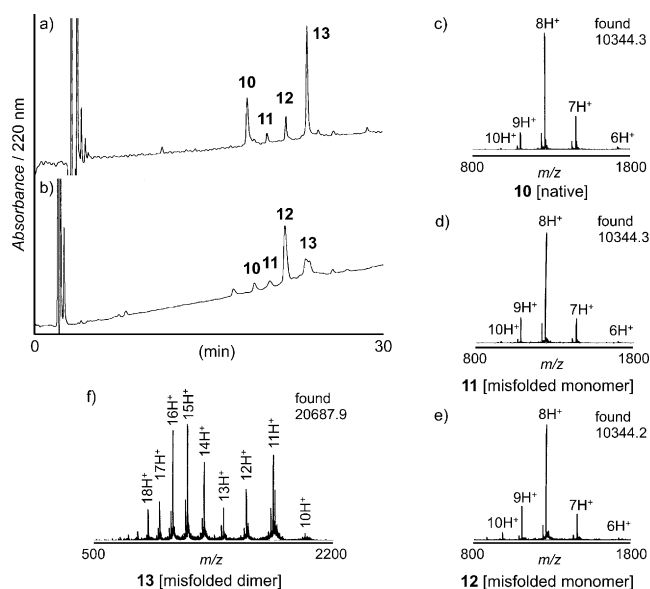 a)
10
11
12
13
b)
10
11
12
13
Absorbance / 220 nm
0
(min)
30
c)
found
10344.3
8H+
9H+
7H+
10H+
6H+
800
1800
m/z
10 [native]
d)
found
10344.3
8H+
9H+
7H+
10H+
6H+
800
1800
m/z
11 [misfolded monomer]
e)
found
10344.2
8H+
9H+
7H+
10H+
6H+
800
1800
m/z
12 [misfolded monomer]
f)
found
20687.9
18H+
17H+
16H+
15H+
14H+
13H+
12H+
11H+
10H+
500
2200
m/z
13 [misfolded dimer]